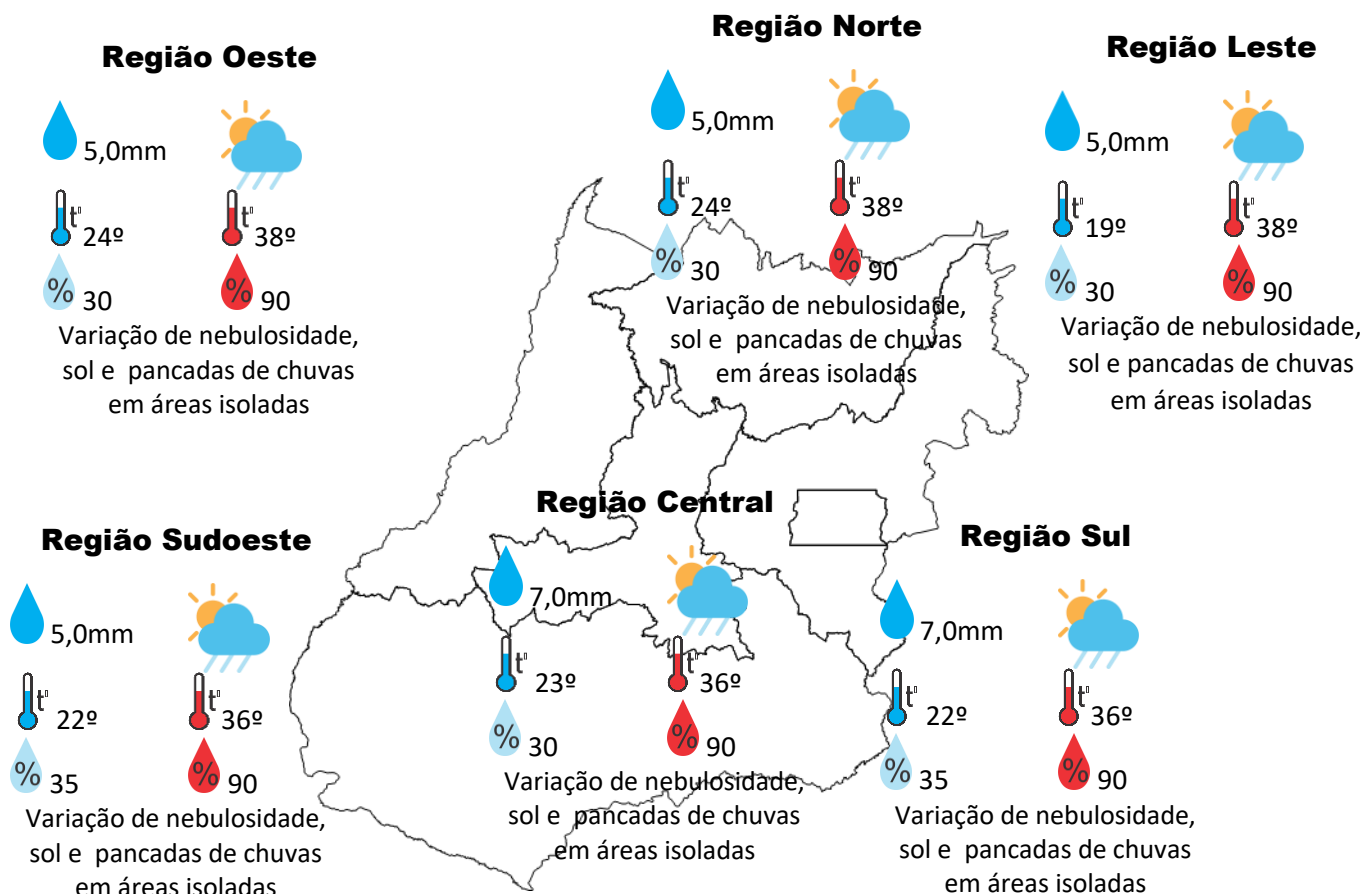 Região Oeste
5,0mm
t°
24º
t°
38º
% 30
% 90
Variação de nebulosidade,
sol e pancadas de chuvas
em áreas isoladas
Região Norte
5,0mm
t°
24º
t°
38º
% 30
% 90
Variação de nebulosidade,
sol e pancadas de chuvas
em áreas isoladas
Região Leste
5,0mm
t°
19º
t°
38º
% 30
% 90
Variação de nebulosidade,
sol e pancadas de chuvas
em áreas isoladas
Região Sudoeste
5,0mm
t°
22º
t°
36º
% 35
% 90
Variação de nebulosidade,
sol e pancadas de chuvas
em áreas isoladas
Região Central
7,0mm
t°
23º
t°
36º
% 30
% 90
Variação de nebulosidade,
sol e pancadas de chuvas
em áreas isoladas
Região Sul
7,0mm
t°
22º
t°
36º
% 35
% 90
Variação de nebulosidade,
sol e pancadas de chuvas
em áreas isoladas